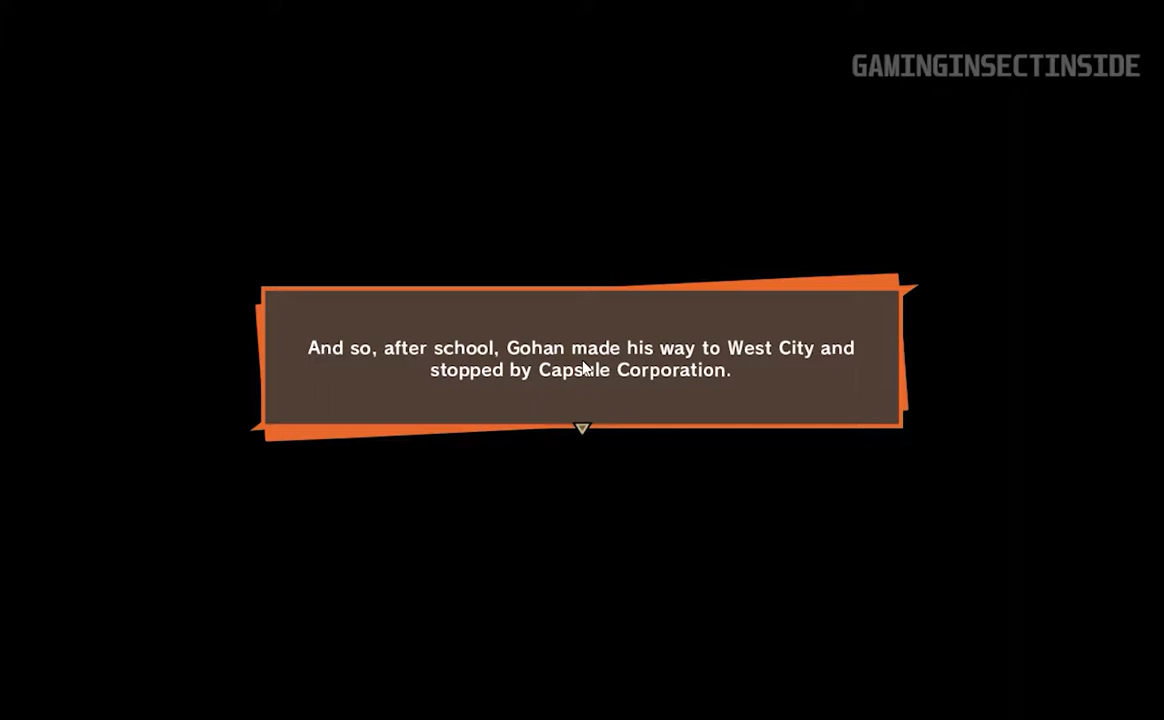 GAMINGINSECTINSIDE
And so, after school, Gohan made his way to West City and
stopped by Capsule Corporation.